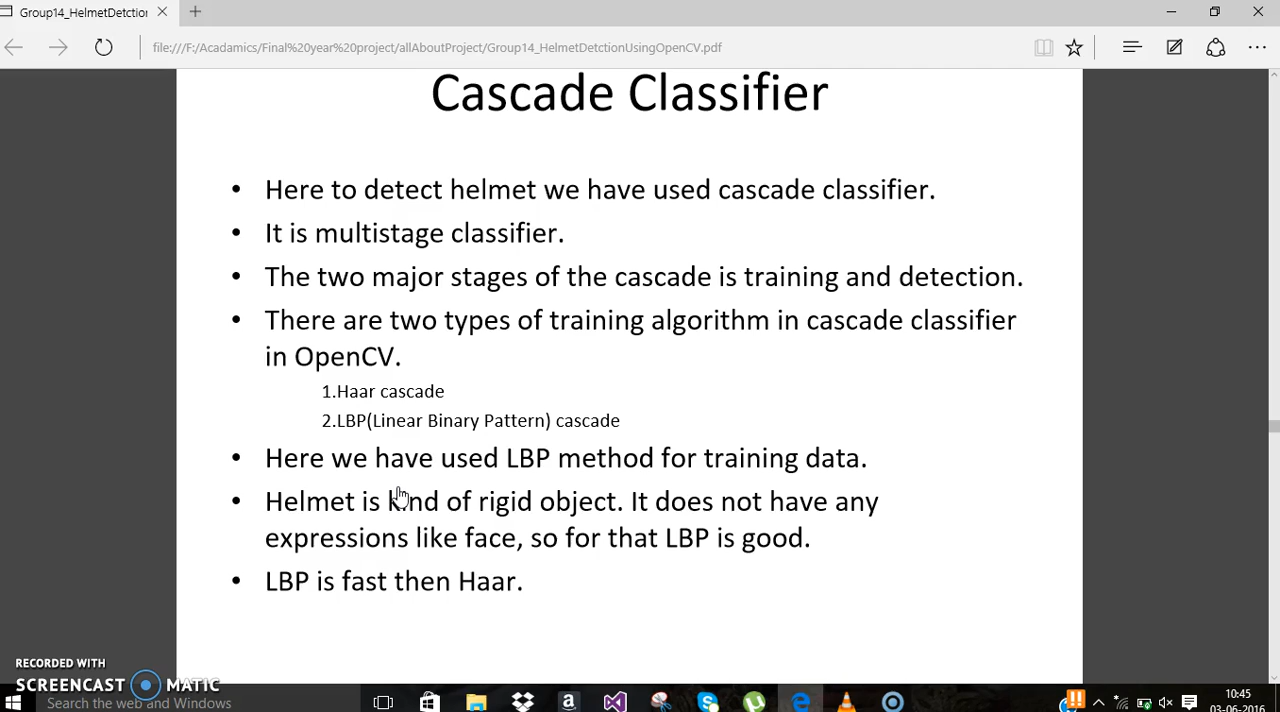 Group14_HelmetDetction
file:///F:/Acadamics/Final%20year%20project/allAboutProject/Group14_HelmetDetctionUsingOpenCV.pdf
Cascade Classifier
• Here to detect helmet we have used cascade classifier.
• It is multistage classifier.
• The two major stages of the cascade is training and detection.
• There are two types of training algorithm in cascade classifier
in OpenCV.
1.Haar cascade
2.LBP(Linear Binary Pattern) cascade
• Here we have used LBP method for training data.
• Helmet is kind of rigid object. It does not have any
expressions like face, so for that LBP is good.
• LBP is fast then Haar.
RECORDED WITH
SCREENCAST MATIC
Search the web and Windows
10:45
03-06-2016